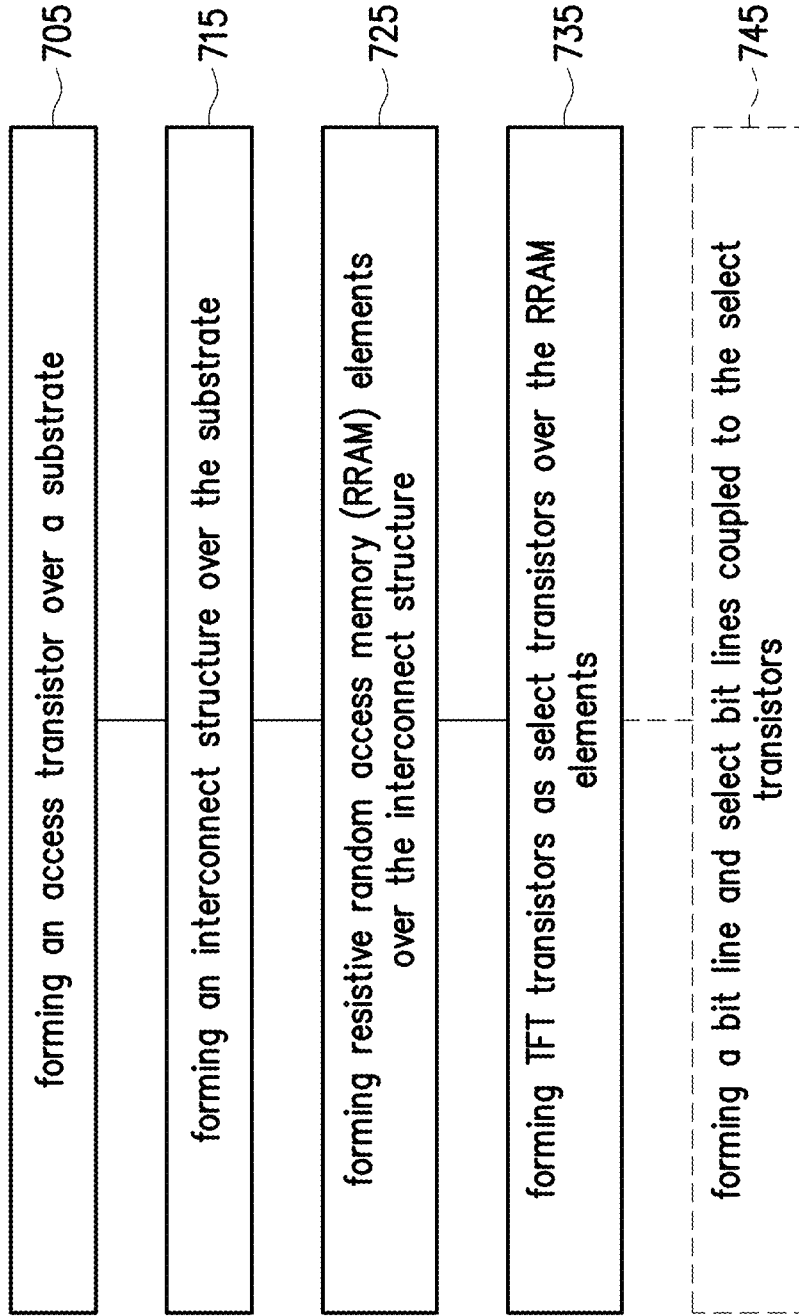 forming an access transistor over a substrate
705
forming an interconnect structure over the substrate
715
forming resistive random access memory (RRAM) elements
over the interconnect structure
725
forming TFT transistors as select transistors over the RRAM
elements
735
forming a bit line and select bit lines coupled to the select
transistors
745